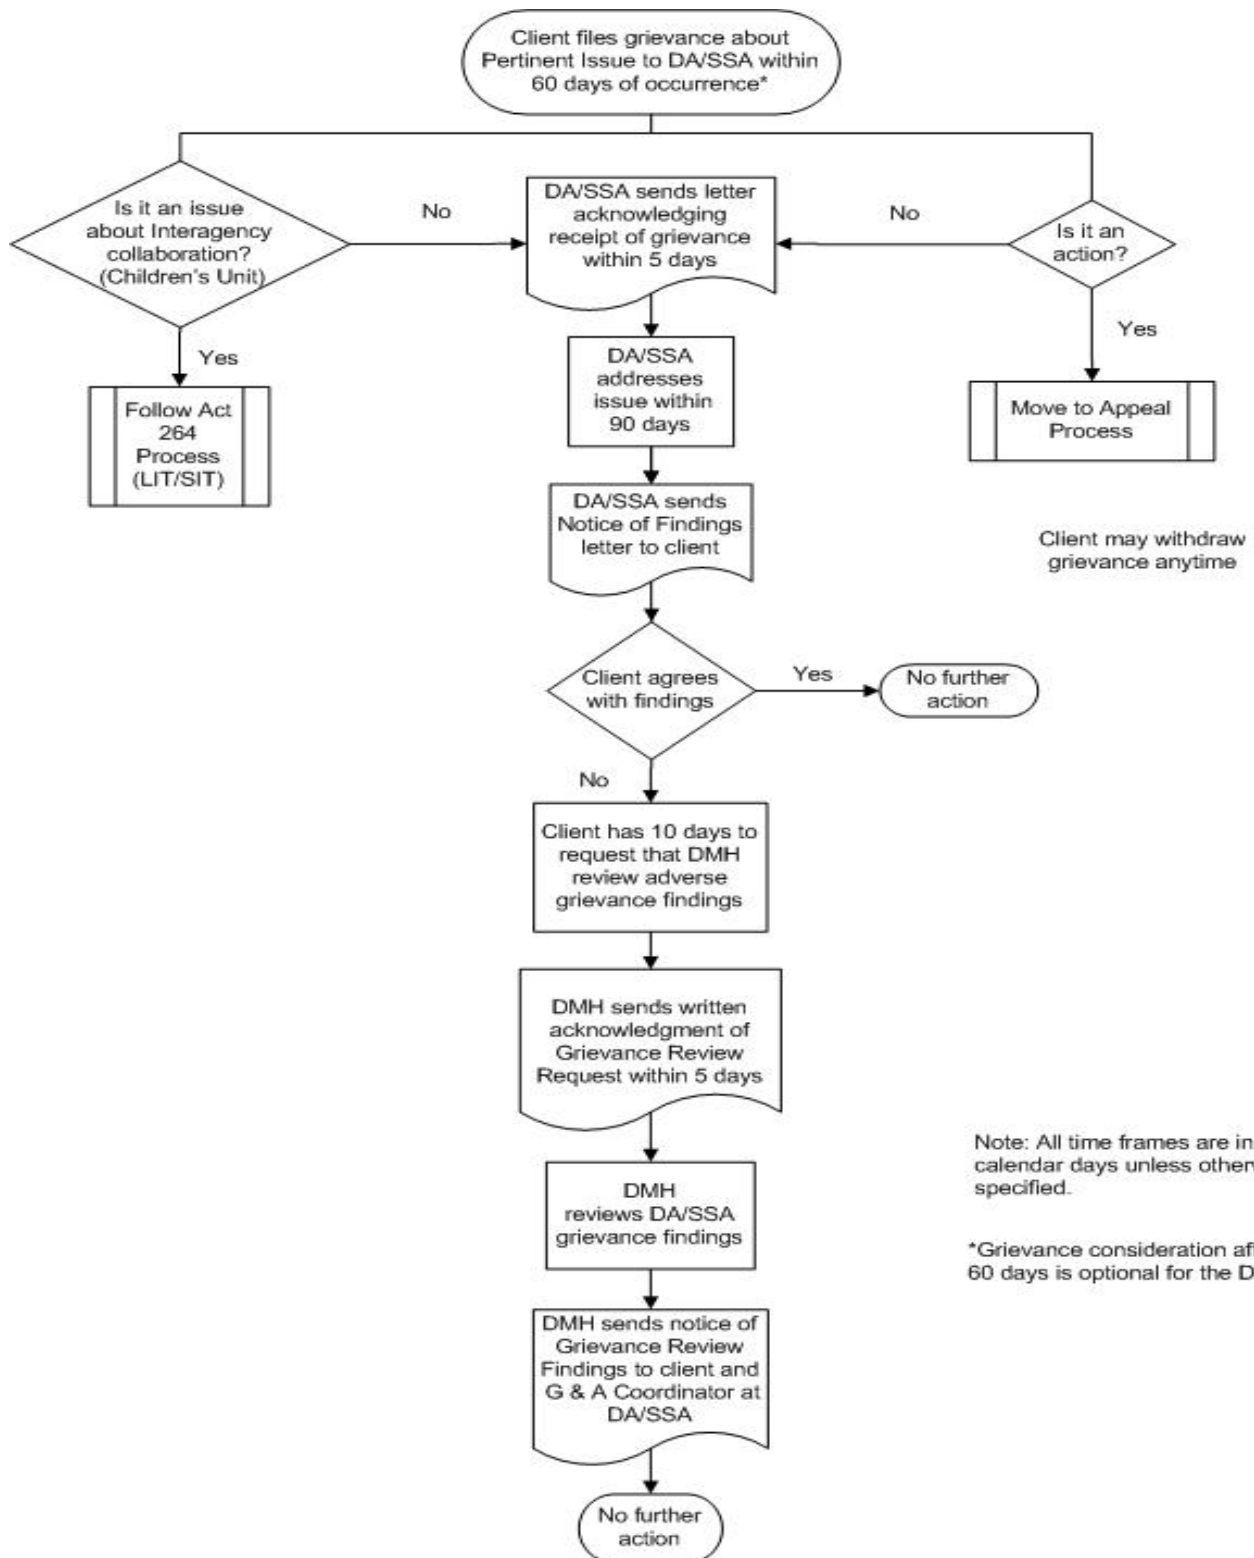 Client files grievance about
Pertinent Issue to DA/SSA within
60 days of occurrence*
Is it an issue
about Interagency
collaboration?
(Children's Unit)
No
DA/SSA sends letter
acknowledging
receipt of grievance
within 5 days
No
Is it an
action?
Yes
Yes
Follow Act
264
Process
(LIT/SIT)
DA/SSA
addresses
issue within
90 days
Move to Appeal
Process
DA/SSA sends
Notice of Findings
letter to client
Client may withdraw
grievance anytime
Client agrees
with findings
Yes
No further
action
No
Client has 10 days to
request that DMH
review adverse
grievance findings
DMH sends written
acknowledgment of
Grievance Review
Request within 5 days
Note: All time frames are in
calendar days unless
specified.
DMH
reviews DA/SSA
grievance findings
*Grievance consideration
60 days is optional for the
DMH sends notice of
Grievance Review
Findings to client and
G & A Coordinator at
DA/SSA
No further
action